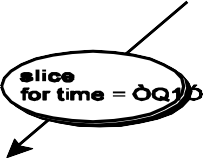 slice
for time = ÒQ1Ó